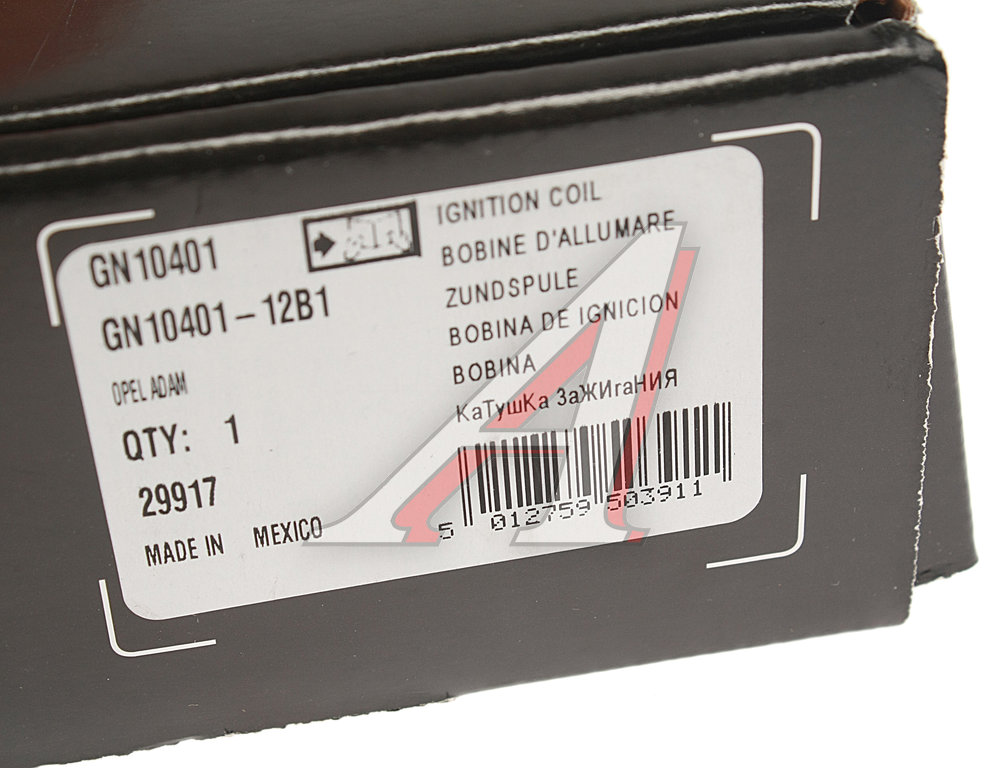 GN10401
GN10401-12B1
OPEL ADAM
QTY: 1
29917
MADE IN MEXICO
IGNITION COIL
BOBINE D'ALLUMARE
ZUNDSPULE
BOBINA DE IGNICION
BOBINA
КаТушКа ЗаЖИгаНИЯ
5 012759 503911